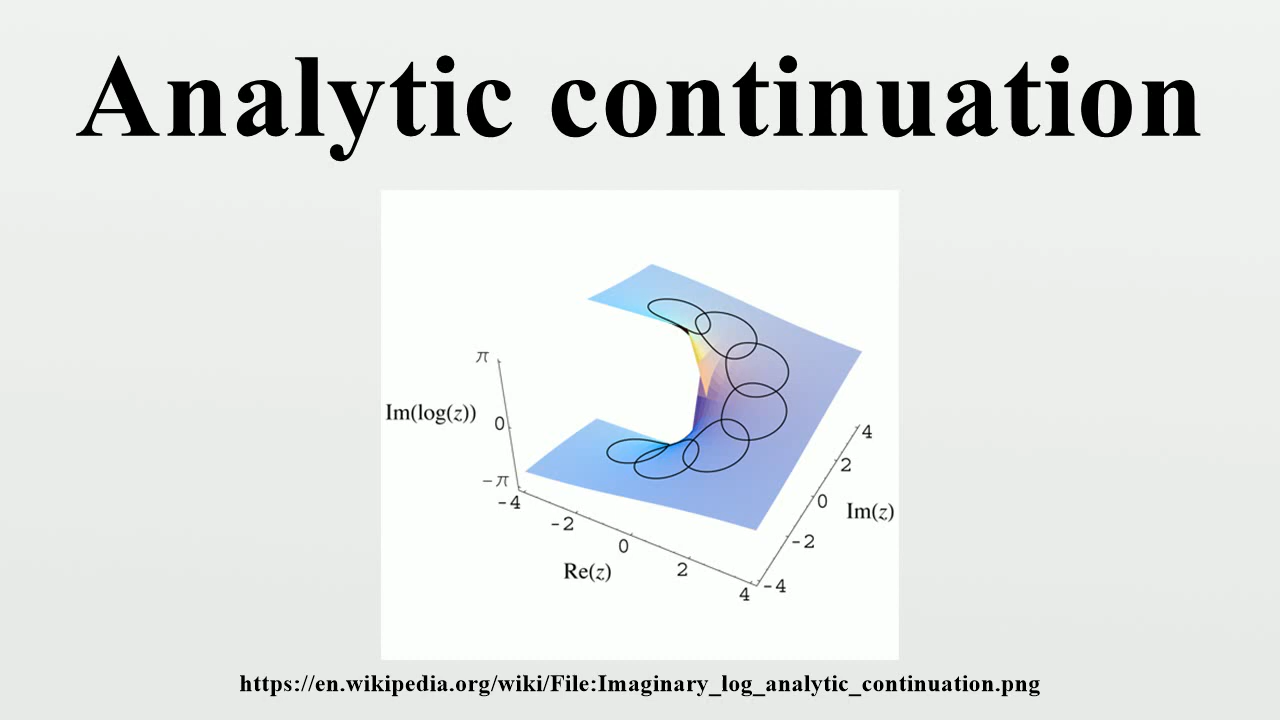 Analytic continuation
π
Im(log(z))
0
−π
-4
-2
0
2
4
Re(z)
-4
-2
0
2
4
Im(z)
https://en.wikipedia.org/wiki/File:Imaginary_log_analytic_continuation.png